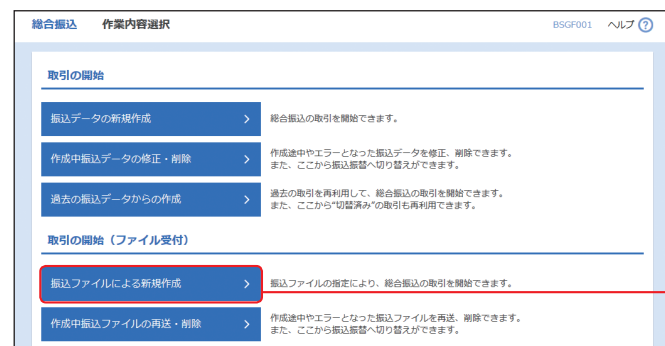 総合振込 作業内容選択 BSGF001 ヘルプ ?
取引の開始
振込データの新規作成 > 総合振込の取引を開始できます。
作成中振込データの修正・削除 > 作成途中やエラーとなった振込データを修正、削除できます。
また、ここから振込振替へ切り替えができます。
過去の振込データからの作成 > 過去の取引を再利用して、総合振込の取引を開始できます。
また、ここから“切替済み”の取引も再利用できます。
取引の開始（ファイル受付）
振込ファイルによる新規作成 > 振込ファイルの指定により、総合振込の取引を開始できます。
作成中振込ファイルの再送・削除 > 作成途中やエラーとなった振込ファイルを再送、削除できます。
また、ここから振込振替へ切り替えができます。